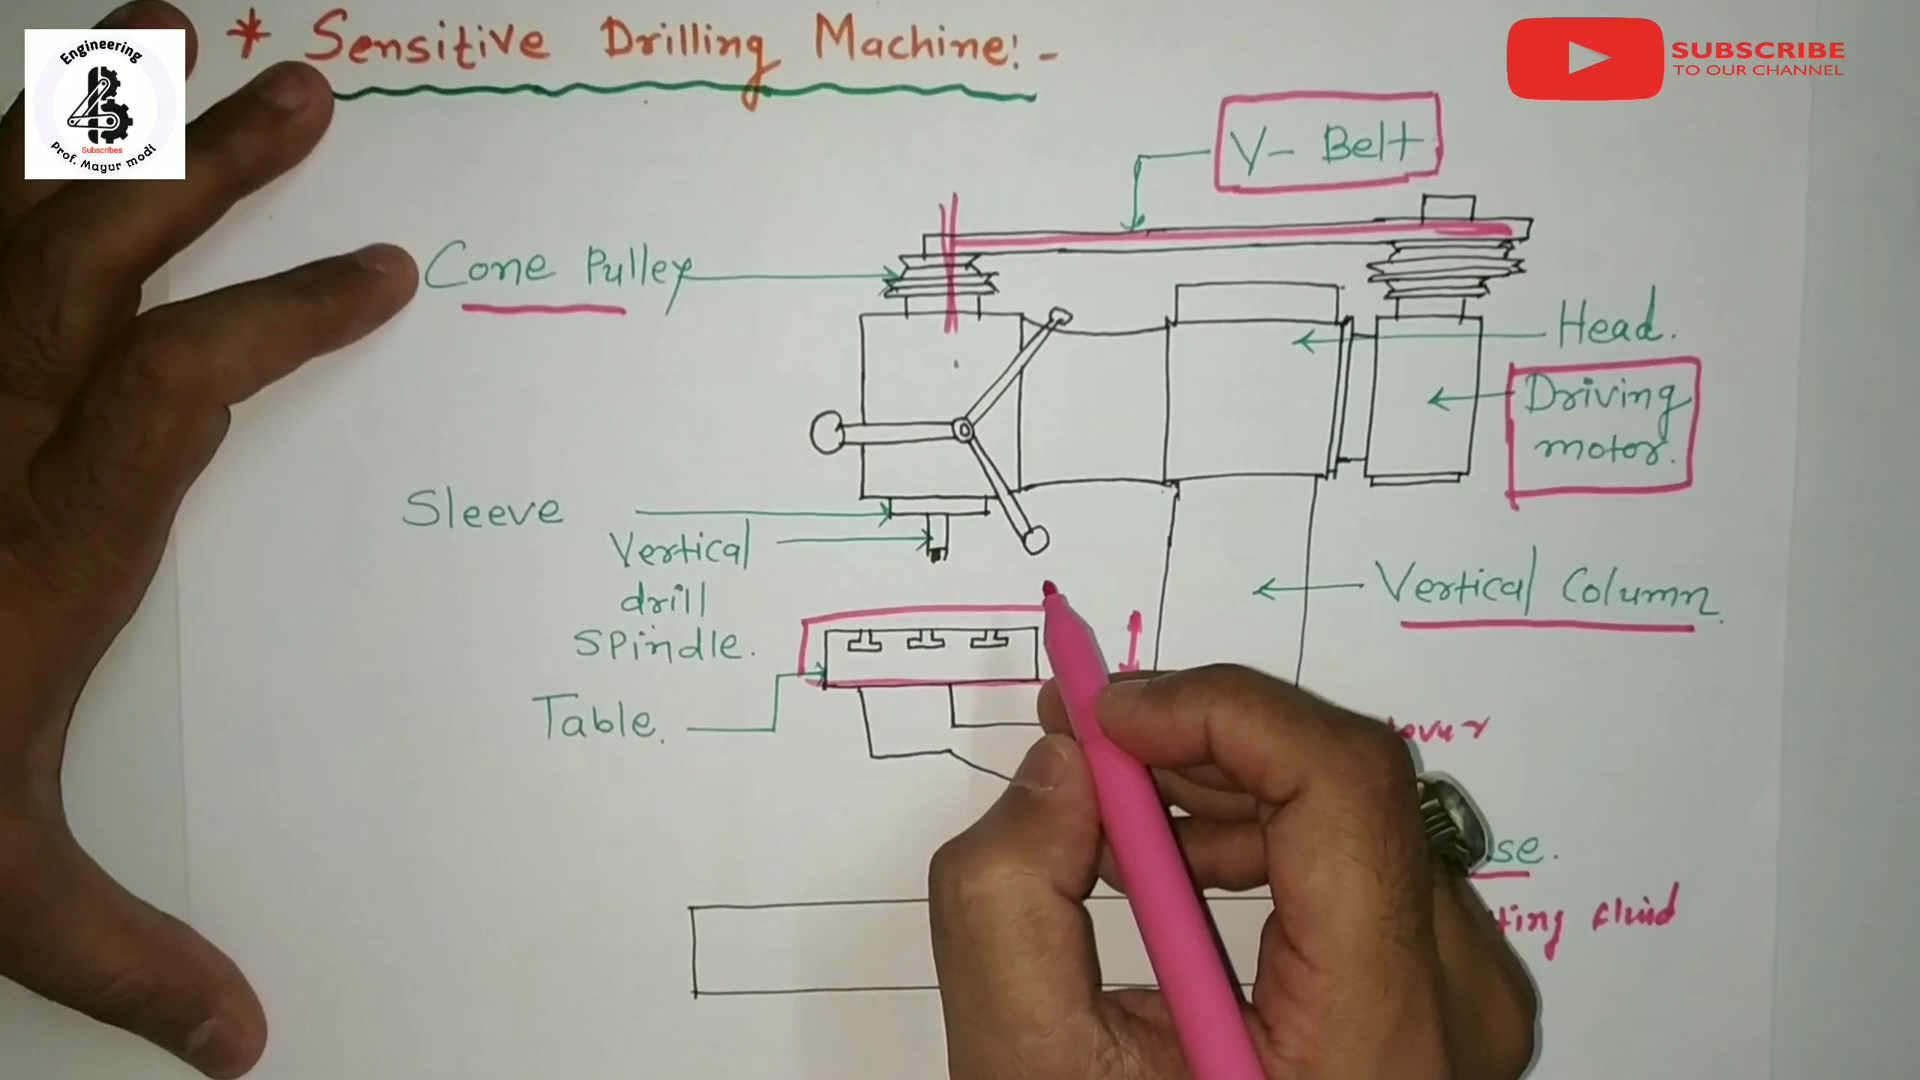 * Sensitive Drilling Machine:-
Engineering
Subscribes
Prof. Mayur modi
SUBSCRIBE
TO OUR CHANNEL
V- Belt
Cone Pulley
Head.
Driving
motor.
Sleeve
Vertical
drill
Spindle.
Vertical Column.
Table.
fluid